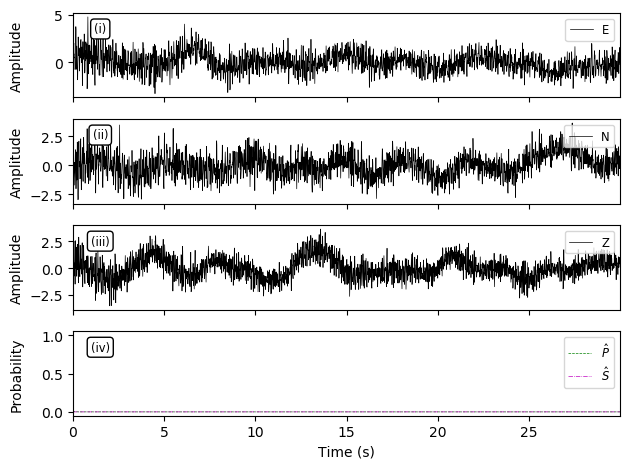 5
0
Amplitude
(i)
E
2.5
0.0
−2.5
Amplitude
(ii)
N
2.5
0.0
−2.5
Amplitude
(iii)
Z
1.0
0.5
0.0
Probability
(iv)
P̂
Ŝ
0 5 10 15 20 25
Time (s)